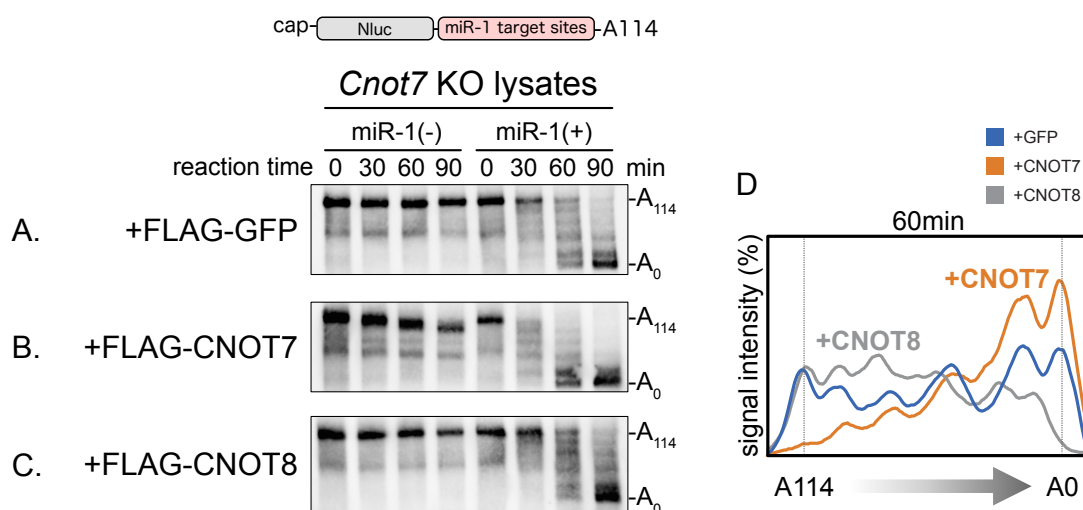 cap- Nluc miR-1 target sites -A114
Cnot7 KO lysates
miR-1(-) miR-1(+)
reaction time 0 30 60 90 0 30 60 90 min
A. +FLAG-GFP -A114
-A0
B. +FLAG-CNOT7 -A114
-A0
C. +FLAG-CNOT8 -A114
-A0
+GFP
+CNOT7
+CNOT8
D
60min
signal intensity (%)
+CNOT7
+CNOT8
A114 A0